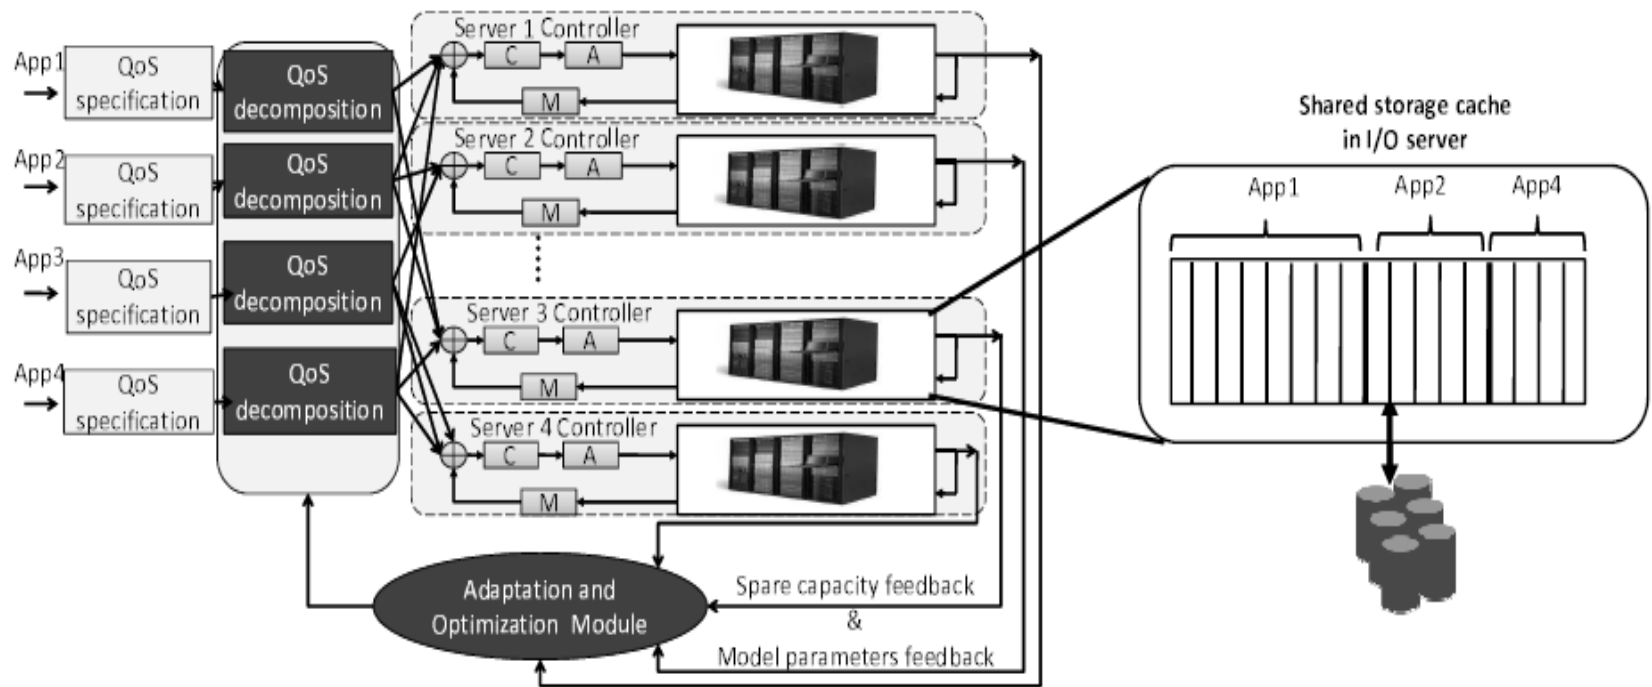 App1
QoS
specification
QoS
decomposition
Server 1 Controller
C
A
M
App2
QoS
specification
QoS
decomposition
Server 2 Controller
C
A
M
App3
QoS
specification
QoS
decomposition
Server 3 Controller
C
A
M
App4
QoS
specification
QoS
decomposition
Server 4 Controller
C
A
M
Adaptation and
Optimization Module
Spare capacity feedback
&
Model parameters feedback
Shared storage cache
in I/O server
App1
App2
App4